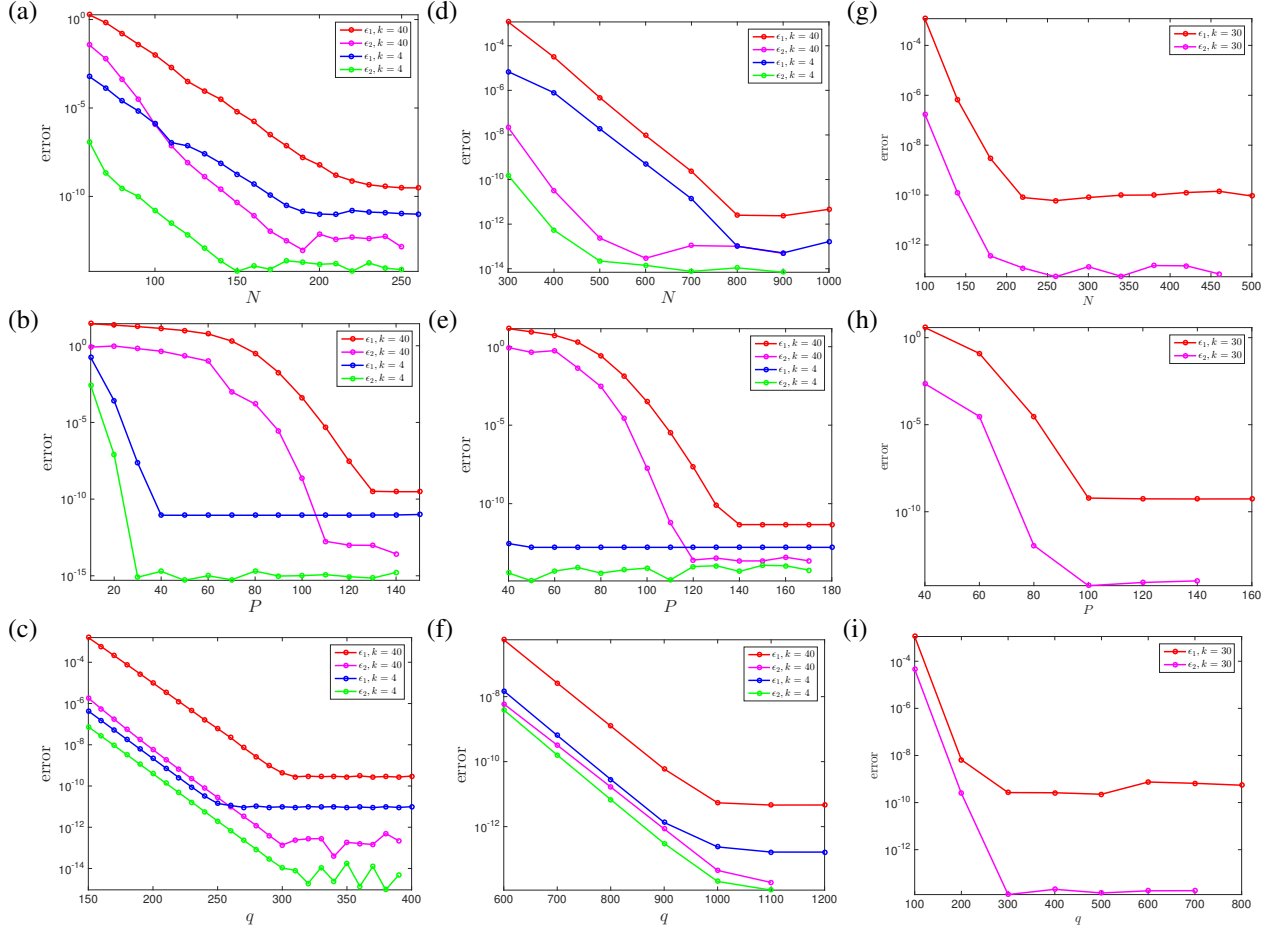 (a)
10^0
10^-5
10^-10
error
100
150
200
250
N
ϵ1, k = 40
ϵ2, k = 40
ϵ1, k = 4
ϵ2, k = 4
(d)
10^-4
10^-6
10^-8
10^-10
10^-12
10^-14
error
300
400
500
600
700
800
900
1000
N
ϵ1, k = 40
ϵ2, k = 40
ϵ1, k = 4
ϵ2, k = 4
(g)
10^-4
10^-6
10^-8
10^-10
10^-12
error
100
150
200
250
300
350
400
450
500
N
ϵ1, k = 30
ϵ2, k = 30
(b)
10^0
10^-5
10^-10
10^-15
error
20
40
60
80
100
120
140
P
ϵ1, k = 40
ϵ2, k = 40
ϵ1, k = 4
ϵ2, k = 4
(e)
10^0
10^-5
10^-10
error
40
60
80
100
120
140
160
180
P
ϵ1, k = 40
ϵ2, k = 40
ϵ1, k = 4
ϵ2, k = 4
(h)
10^0
10^-5
10^-10
error
40
60
80
100
120
140
160
P
ϵ1, k = 30
ϵ2, k = 30
(c)
10^-4
10^-6
10^-8
10^-10
10^-12
10^-14
error
150
200
250
300
350
400
q
ϵ1, k = 40
ϵ2, k = 40
ϵ1, k = 4
ϵ2, k = 4
(f)
10^-8
10^-10
10^-12
error
600
700
800
900
1000
1100
1200
q
ϵ1, k = 40
ϵ2, k = 40
ϵ1, k = 4
ϵ2, k = 4
(i)
10^-4
10^-6
10^-8
10^-10
10^-12
error
100
200
300
400
500
600
700
800
q
ϵ1, k = 30
ϵ2, k = 30